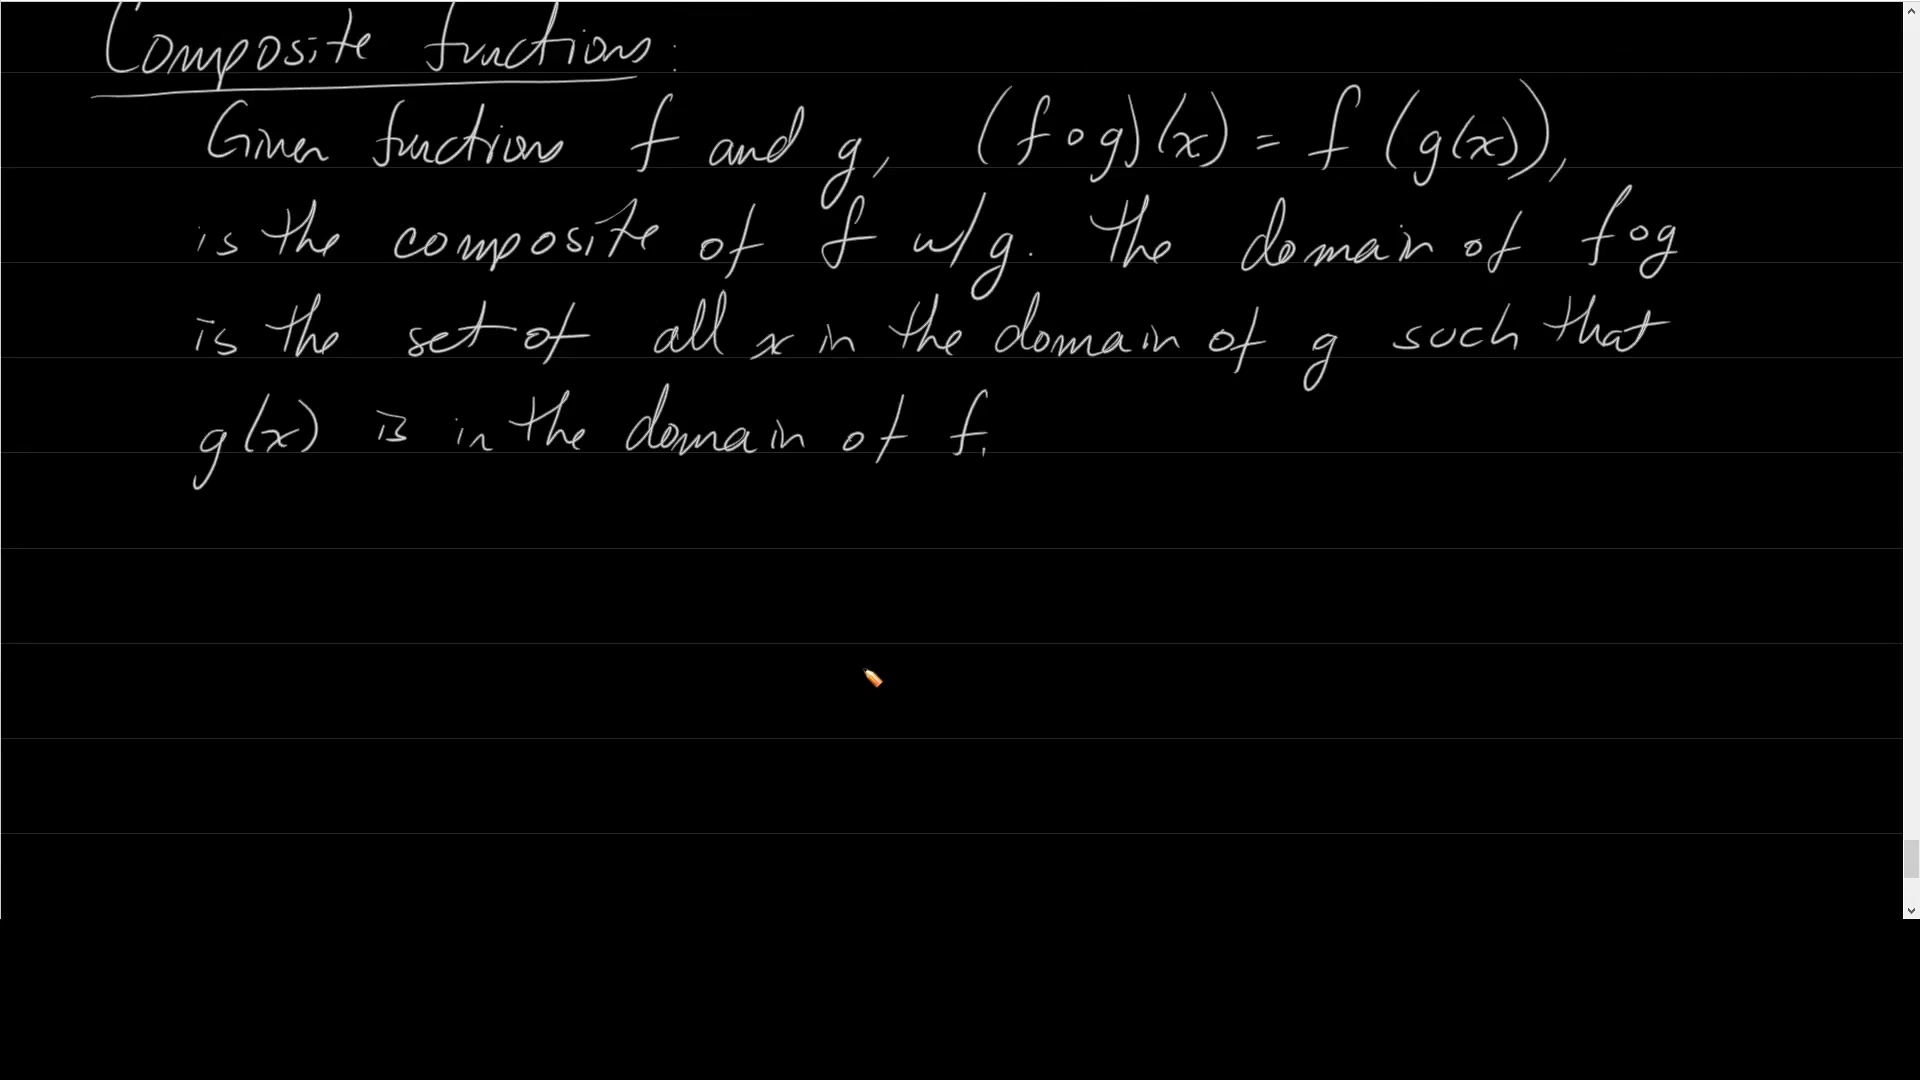 Composite functions:
Given functions f and g, (f∘g)(x) = f(g(x)),
is the composite of f w/ g. The domain of f∘g
is the set of all x in the domain of g such that
g(x) is in the domain of f.